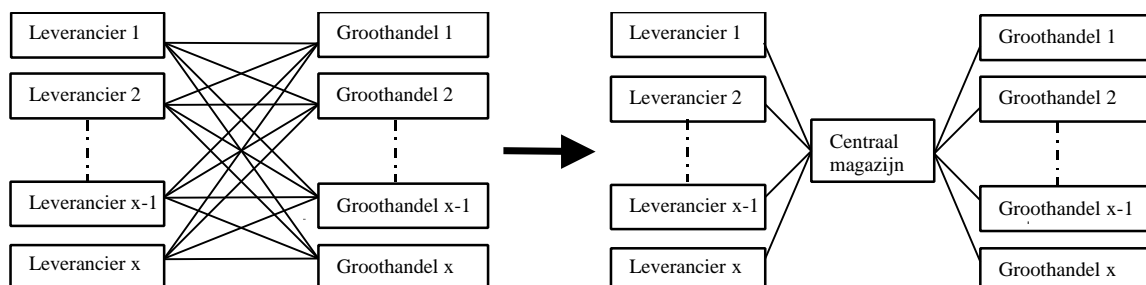 Leverancier 1
Leverancier 2
Leverancier x-1
Leverancier x
Groothandel 1
Groothandel 2
Groothandel x-1
Groothandel x
Leverancier 1
Leverancier 2
Leverancier x-1
Leverancier x
Centraal
magazijn
Groothandel 1
Groothandel 2
Groothandel x-1
Groothandel x